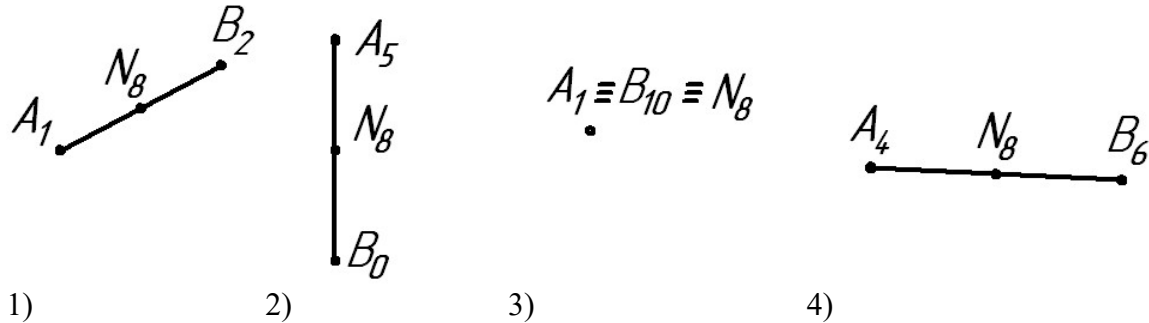 B₂
N₈
A₁
A₅
N₈
B₀
A₁ ≡ B₁₀ ≡ N₈
A₄ N₈ B₆
1) 2) 3) 4)